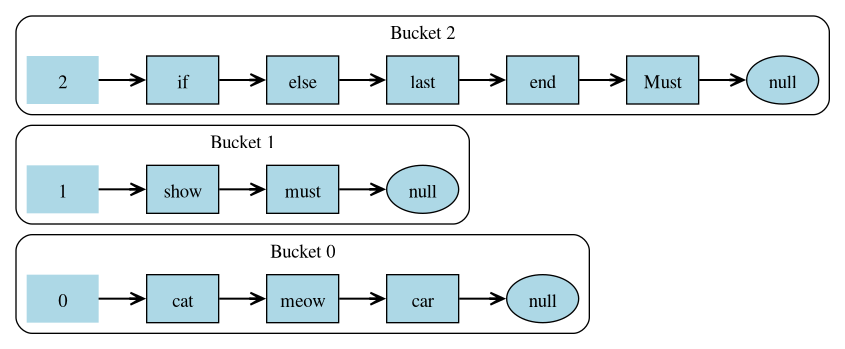 Bucket 2
2 if else last end Must null
Bucket 1
1 show must null
Bucket 0
0 cat meow car null